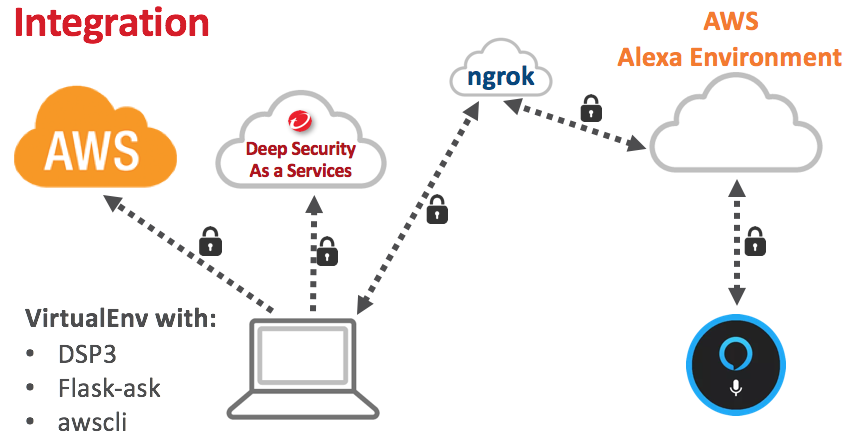 Integration
AWS
Alexa Environment
ngrok
AWS
Deep Security
As a Services
VirtualEnv with:
• DSP3
• Flask-ask
• awscli